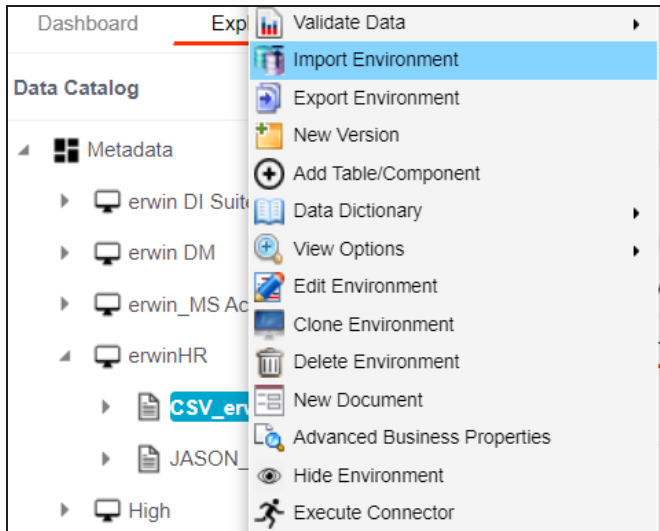 Dashboard
Expl
Data Catalog
Metadata
erwin DI Suite
erwin DM
erwin_MS Ac
erwinHR
CSV_erw
JASON_
High
Validate Data
Import Environment
Export Environment
New Version
Add Table/Component
Data Dictionary
View Options
Edit Environment
Clone Environment
Delete Environment
New Document
Advanced Business Properties
Hide Environment
Execute Connector